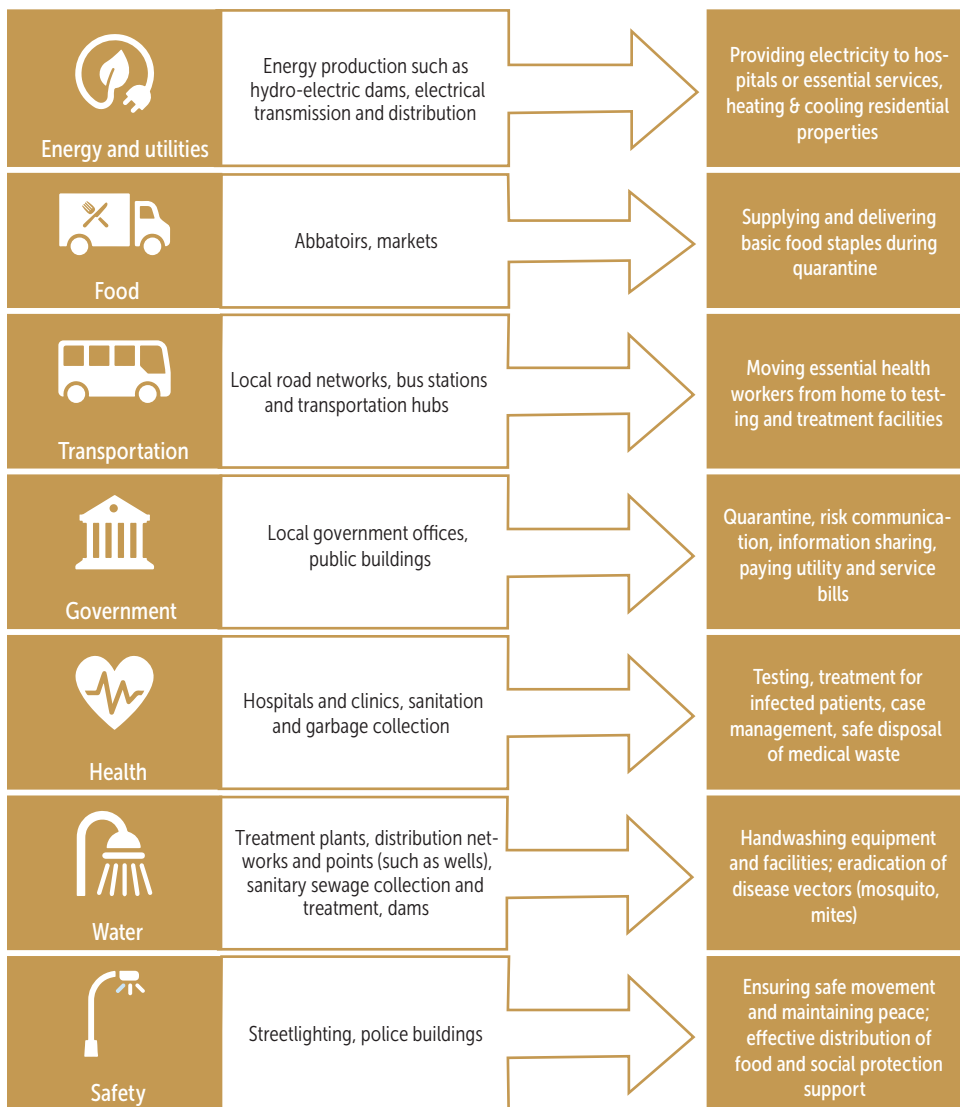 Energy and utilities
Energy production such as
hydro-electric dams, electrical
transmission and distribution
Providing electricity to hos-
pitals or essential services,
heating & cooling residential
properties
Food
Abbatoirs, markets
Supplying and delivering
basic food staples during
quarantine
Transportation
Local road networks, bus stations
and transportation hubs
Moving essential health
workers from home to test-
ing and treatment facilities
Government
Local government offices,
public buildings
Quarantine, risk communica-
tion, information sharing,
paying utility and service
bills
Health
Hospitals and clinics, sanitation
and garbage collection
Testing, treatment for
infected patients, case
management, safe disposal
of medical waste
Water
Treatment plants, distribution net-
works and points (such as wells),
sanitary sewage collection and
treatment, dams
Handwashing equipment
and facilities; eradication of
disease vectors (mosquito,
mites)
Safety
Streetlighting, police buildings
Ensuring safe movement
and maintaining peace;
effective distribution of
food and social protection
support